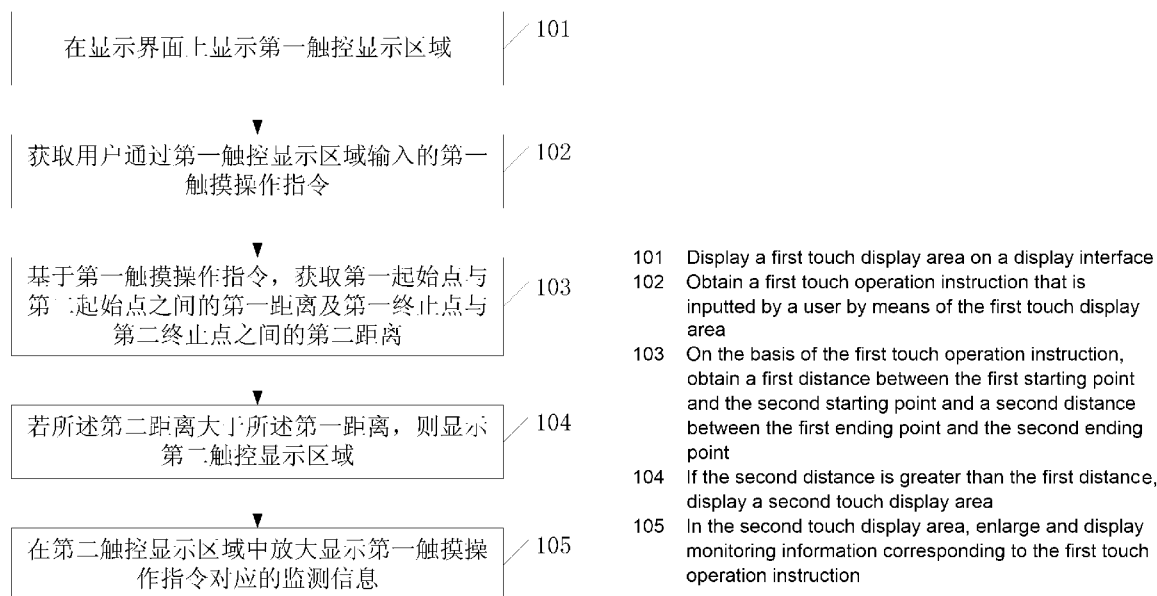 在显示界面上显示第一触控显示区域
101
获取用户通过第一触控显示区域输入的第一
触摸操作指令
102
基于第一触摸操作指令，获取第一起始点与
第二起始点之间的第一距离及第一终止点与
第二终止点之间的第二距离
103
若所述第二距离大于所述第一距离，则显示
第二触控显示区域
104
在第二触控显示区域中放大显示第一触摸操
作指令对应的监测信息
105
101 Display a first touch display area on a display interface
102 Obtain a first touch operation instruction that is
inputted by a user by means of the first touch display
area
103 On the basis of the first touch operation instruction,
obtain a first distance between the first starting point
and the second starting point and a second distance
between the first ending point and the second ending
point
104 If the second distance is greater than the first distance,
display a second touch display area
105 In the second touch display area, enlarge and display
monitoring information corresponding to the first touch
operation instruction